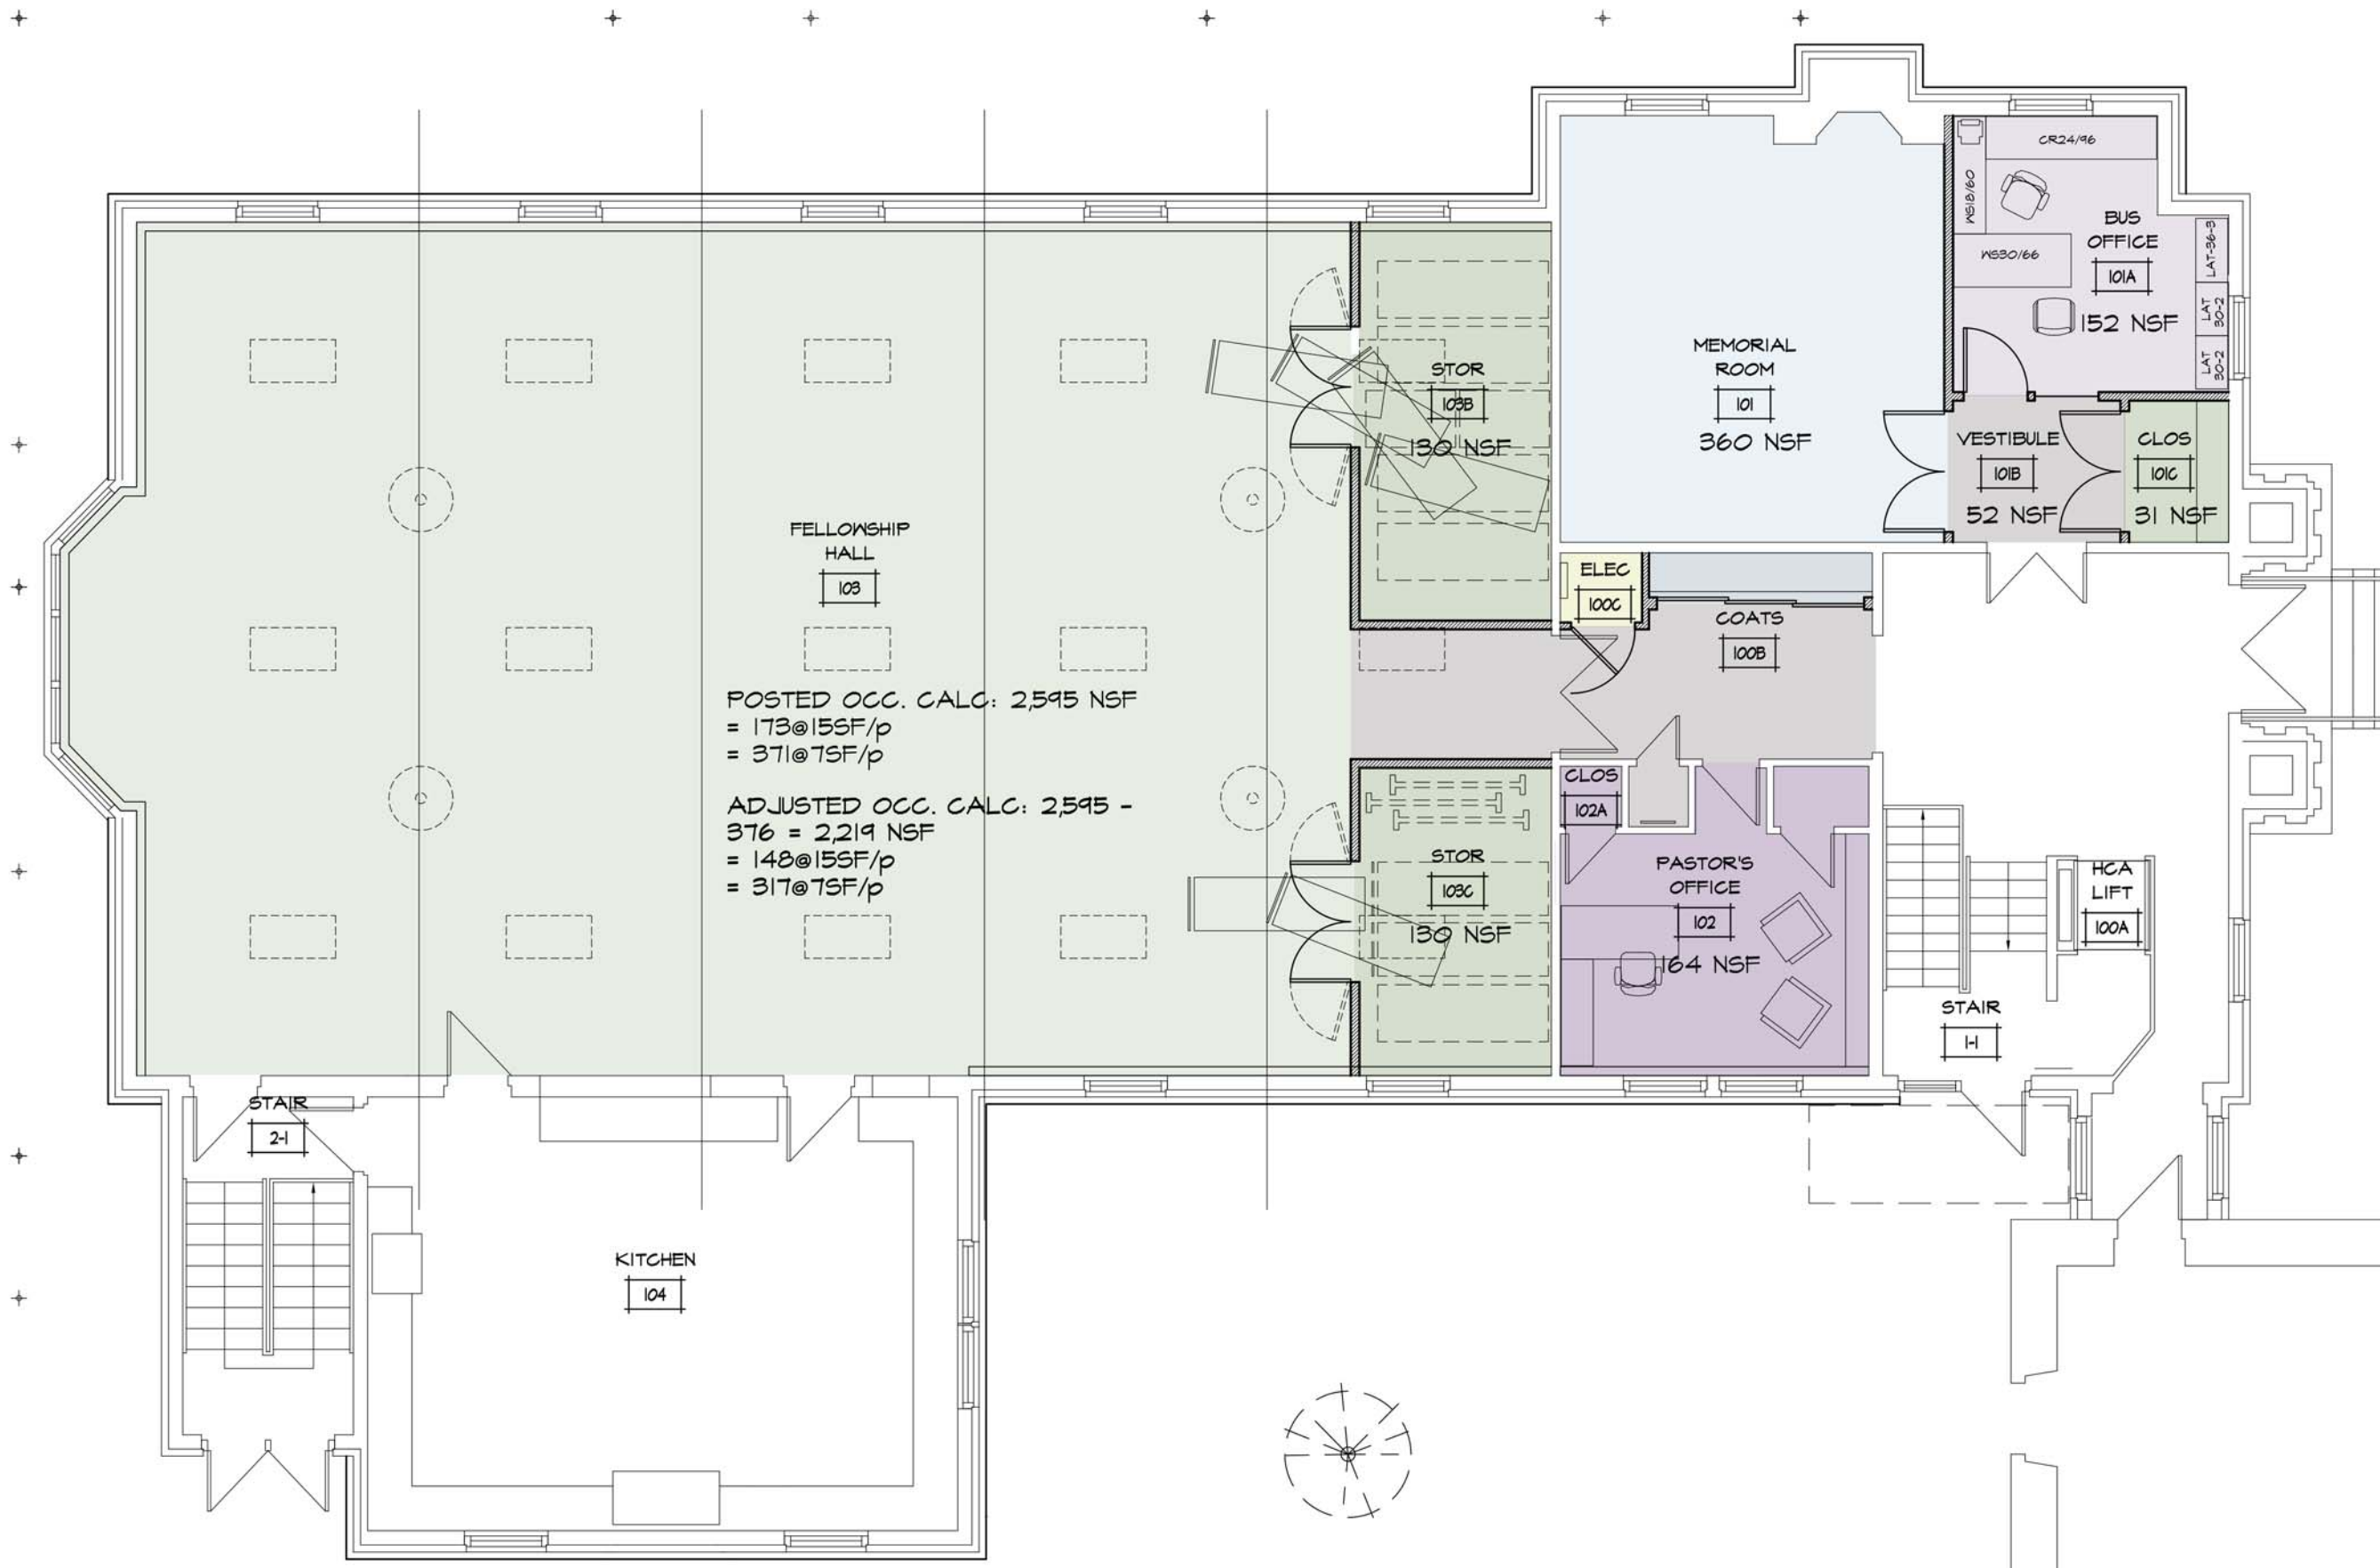 CR24/96
WS18/60
BUS
OFFICE
101A
WS30/66
LAT-36-3
LAT
30-2
LAT
30-2
152 NSF
MEMORIAL
ROOM
101
360 NSF
STOR
103B
130 NSF
VESTIBULE
101B
52 NSF
CLOS
101C
31 NSF
FELLOWSHIP
HALL
103
ELEC
100C
COATS
100B
POSTED OCC. CALC: 2,595 NSF
= 173@15SF/p
= 371@7SF/p
ADJUSTED OCC. CALC: 2,595 -
376 = 2,219 NSF
= 148@15SF/p
= 317@7SF/p
CLOS
102A
STOR
103C
130 NSF
PASTOR'S
OFFICE
102
164 NSF
HCA
LIFT
100A
STAIR
1-1
STAIR
2-1
KITCHEN
104